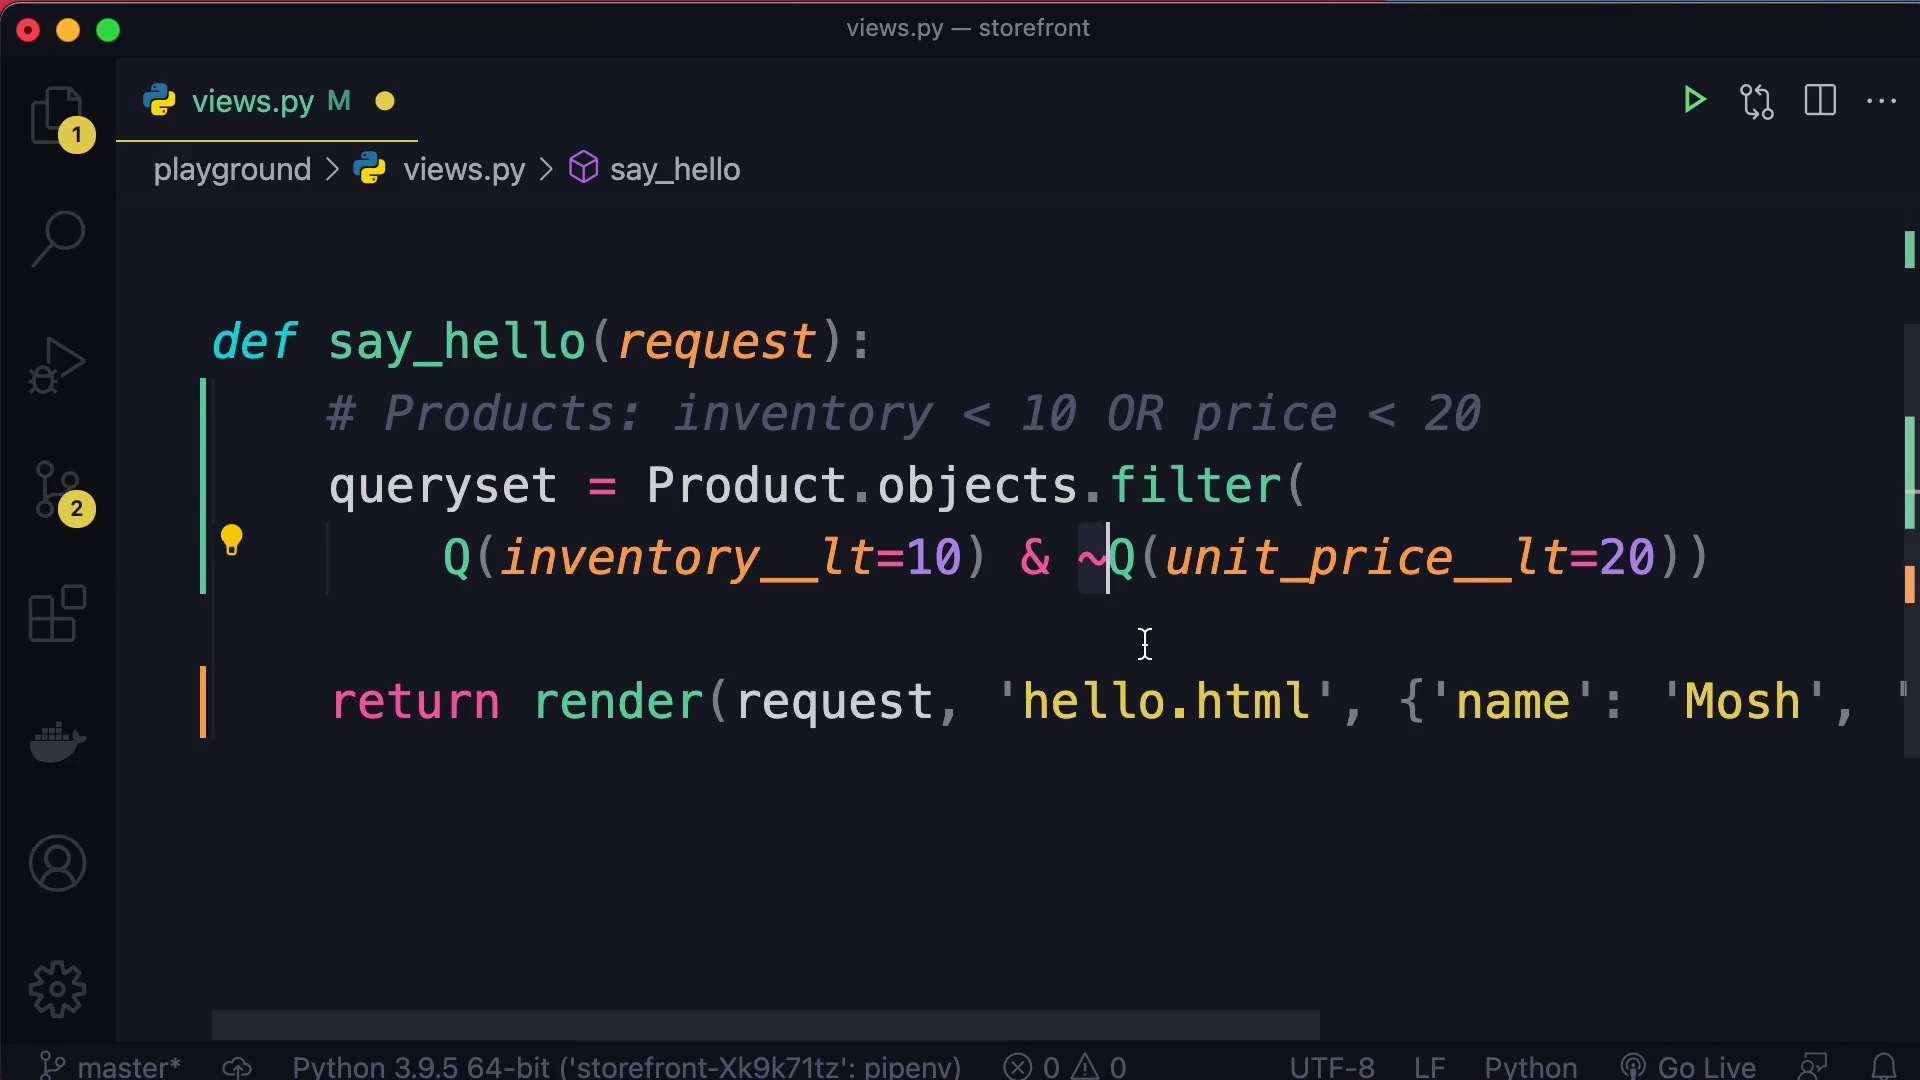 views.py — storefront
views.py M
playground > views.py > say_hello
1
def say_hello(request):
# Products: inventory < 10 OR price < 20
queryset = Product.objects.filter(
2
Q(inventory__lt=10) & ~Q(unit_price__lt=20))
return render(request, 'hello.html', {'name': 'Mosh', '
master* Python 3.9.5 64-bit ('storefront-Xk9k71tz': pipenv) 0 0 UTF-8 LF Python Go Live